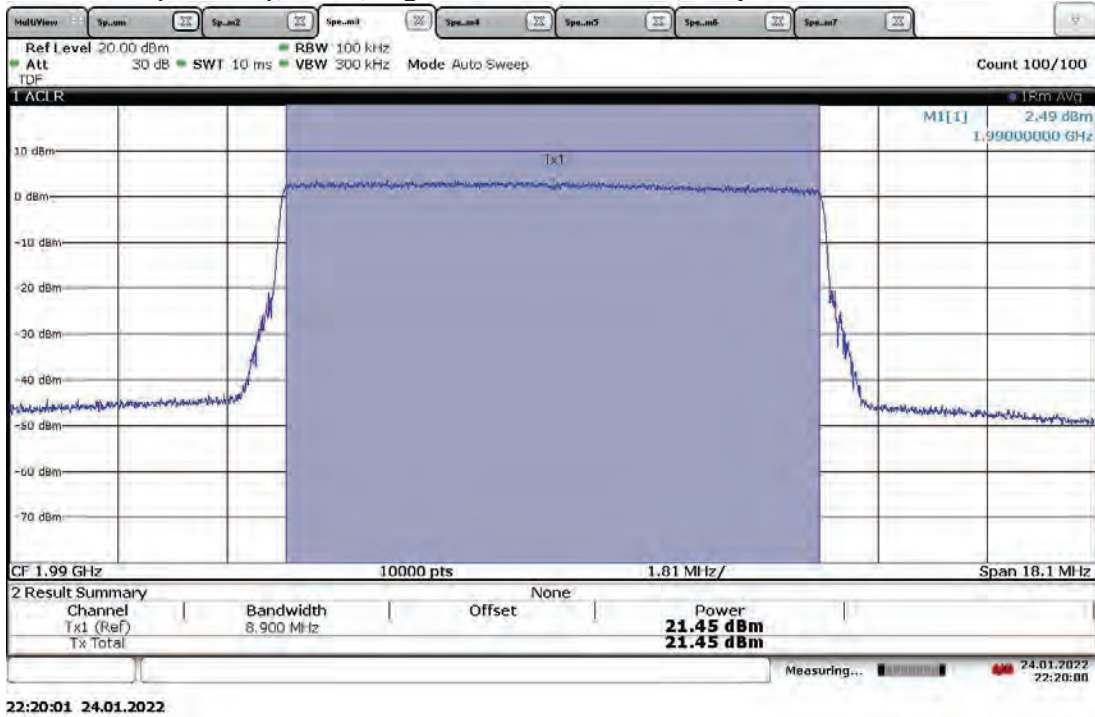 MultiView Sp..um Sp..m2 Spe..m3 Spe..m4 Spe..m5 Spe..m6 Spe..m7
Ref Level 20.00 dBm RBW 100 kHz
Att 30 dB SWT 10 ms VBW 300 kHz Mode Auto Sweep Count 100/100
TDF
1 ACLR 1Rm Avg
M1[1] 2.49 dBm
1.99000000 GHz
10 dBm
Tx1
0 dBm
-10 dBm
-20 dBm
-30 dBm
-40 dBm
-50 dBm
-60 dBm
-70 dBm
CF 1.99 GHz 10000 pts 1.81 MHz/ Span 18.1 MHz
2 Result Summary None
Channel Bandwidth Offset Power
Tx1 (Ref) 8.900 MHz 21.45 dBm
Tx Total 21.45 dBm
Measuring... 24.01.2022
22:20:00
22:20:01 24.01.2022